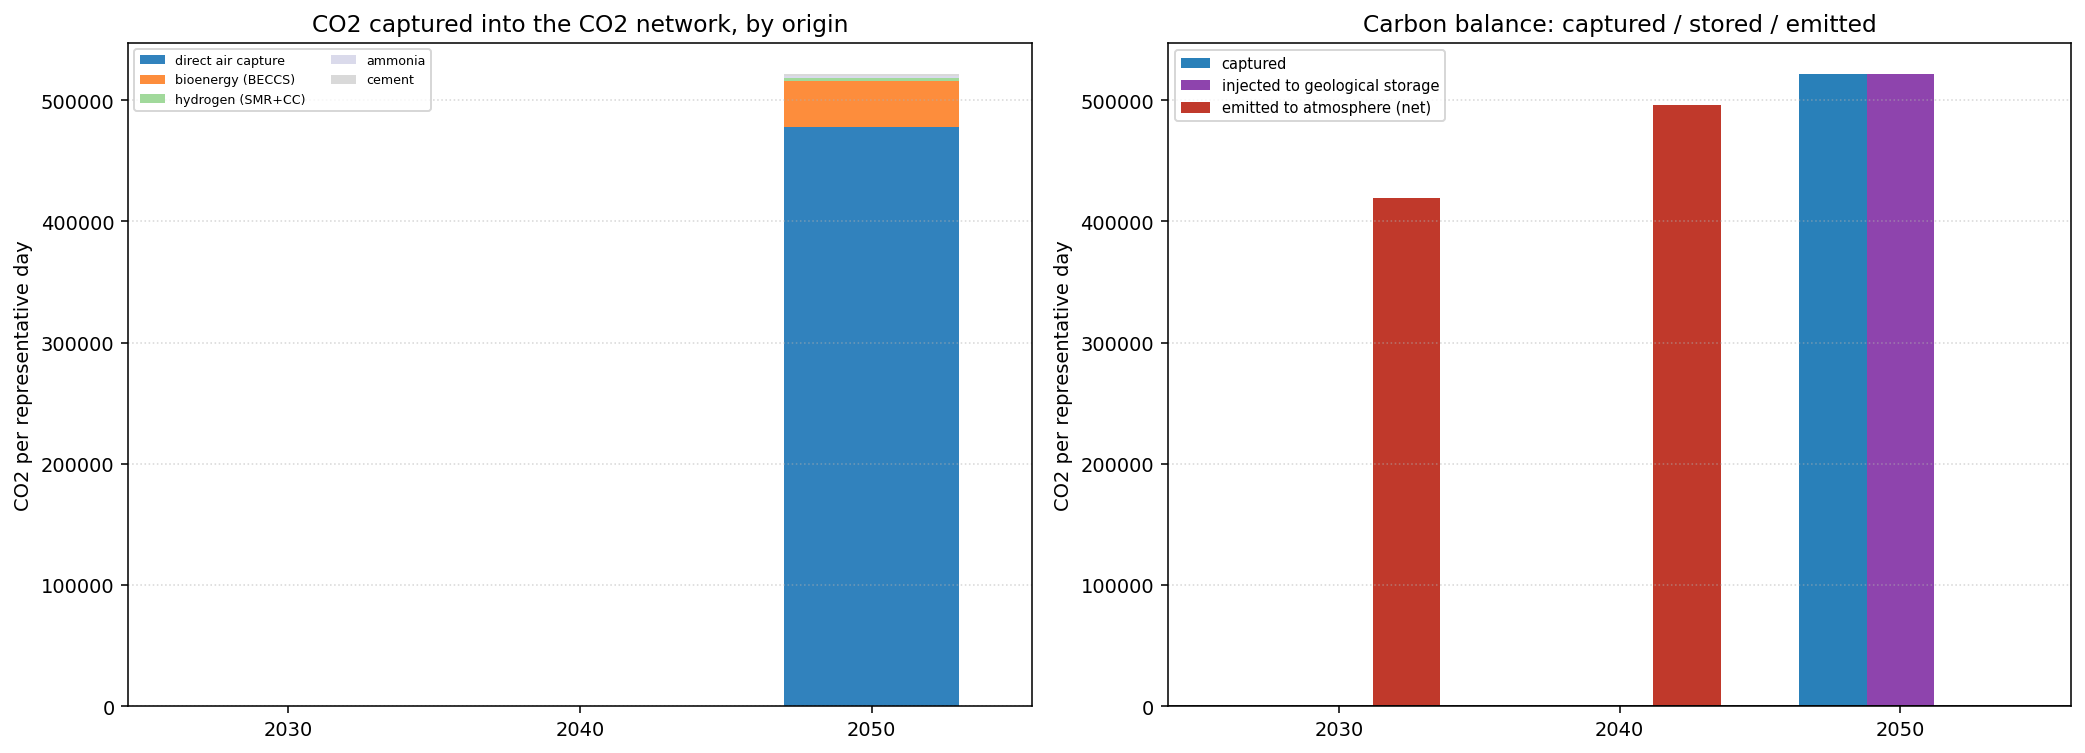 CO2 captured into the CO2 network, by origin
direct air capture
bioenergy (BECCS)
hydrogen (SMR+CC)
ammonia
cement
CO2 per representative day
500000
400000
300000
200000
100000
0
2030
2040
2050
Carbon balance: captured / stored / emitted
captured
injected to geological storage
emitted to atmosphere (net)
CO2 per representative day
500000
400000
300000
200000
100000
0
2030
2040
2050